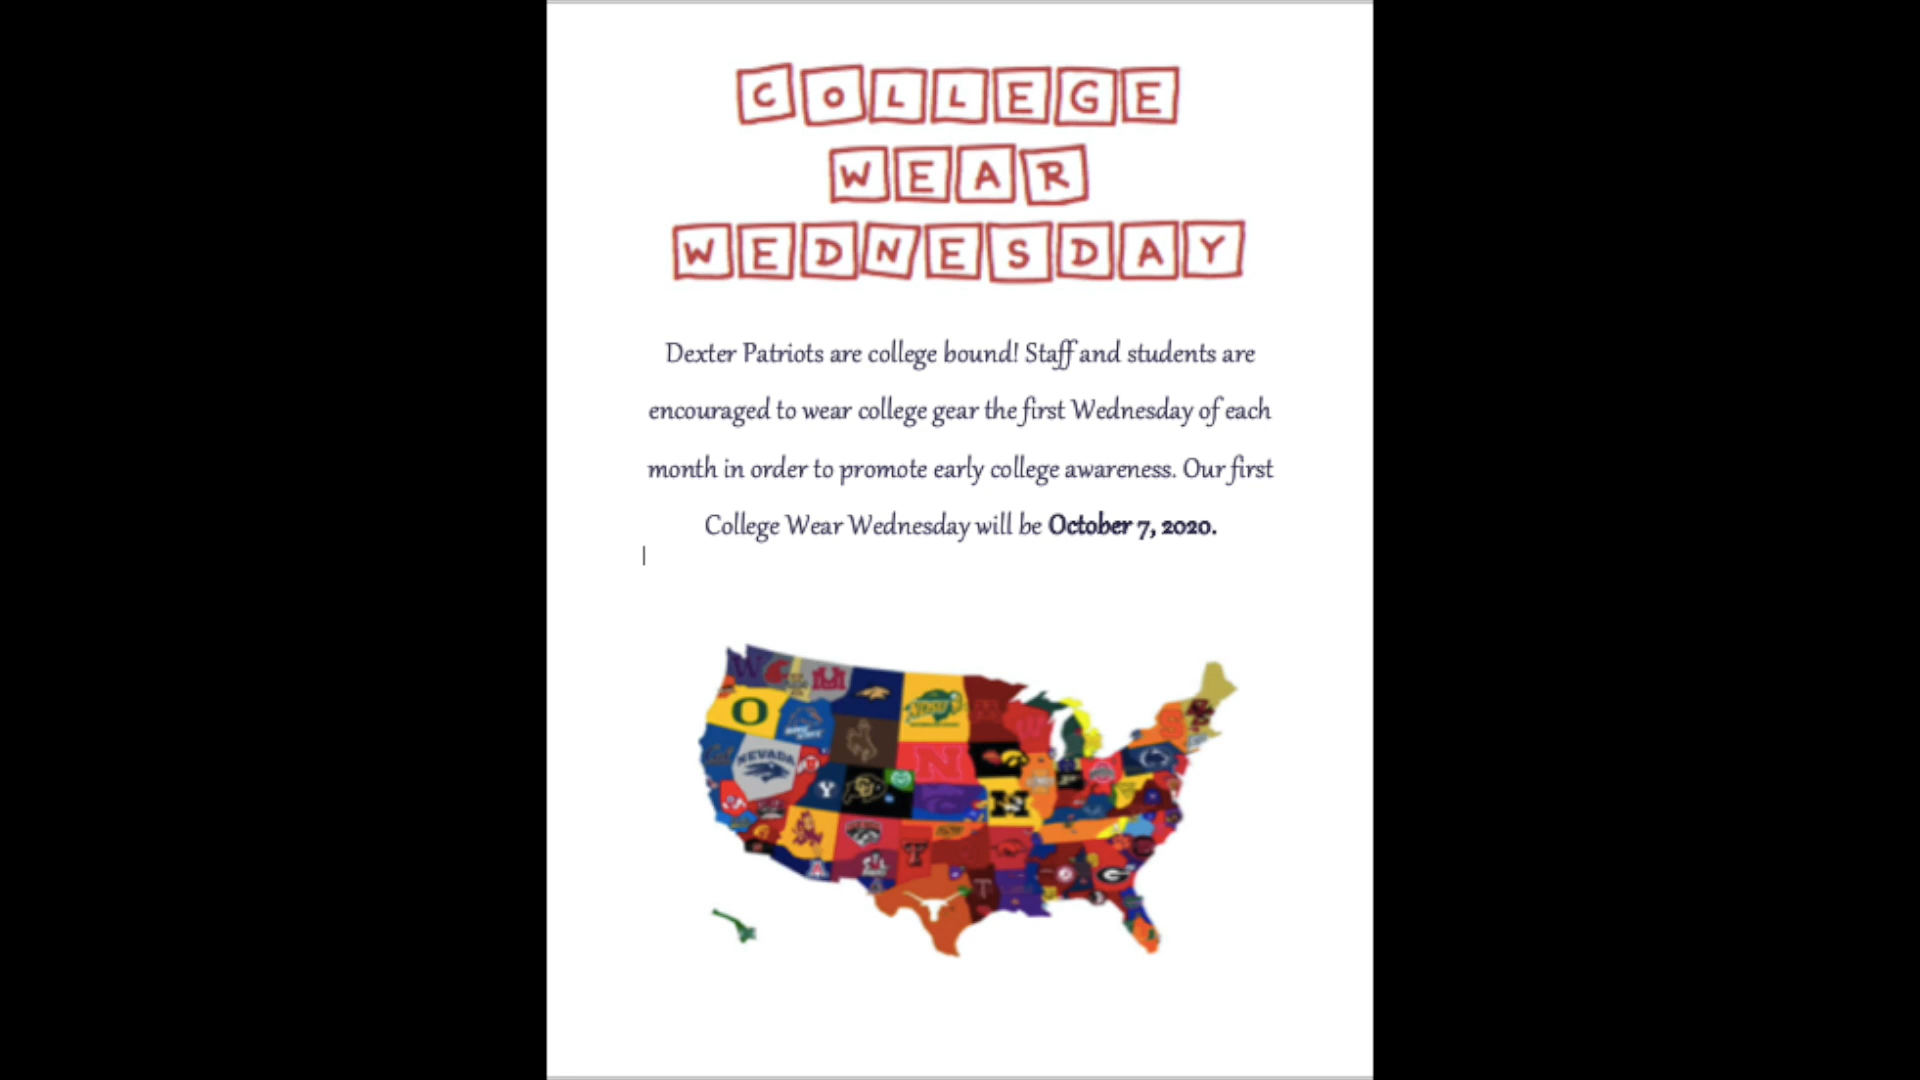 COLLEGE
WEAR
WEDNESDAY
Dexter Patriots are college bound! Staff and students are
encouraged to wear college gear the first Wednesday of each
month in order to promote early college awareness. Our first
College Wear Wednesday will be October 7, 2020.
W
O
NDSU
NEVADA
N
Y
T
G